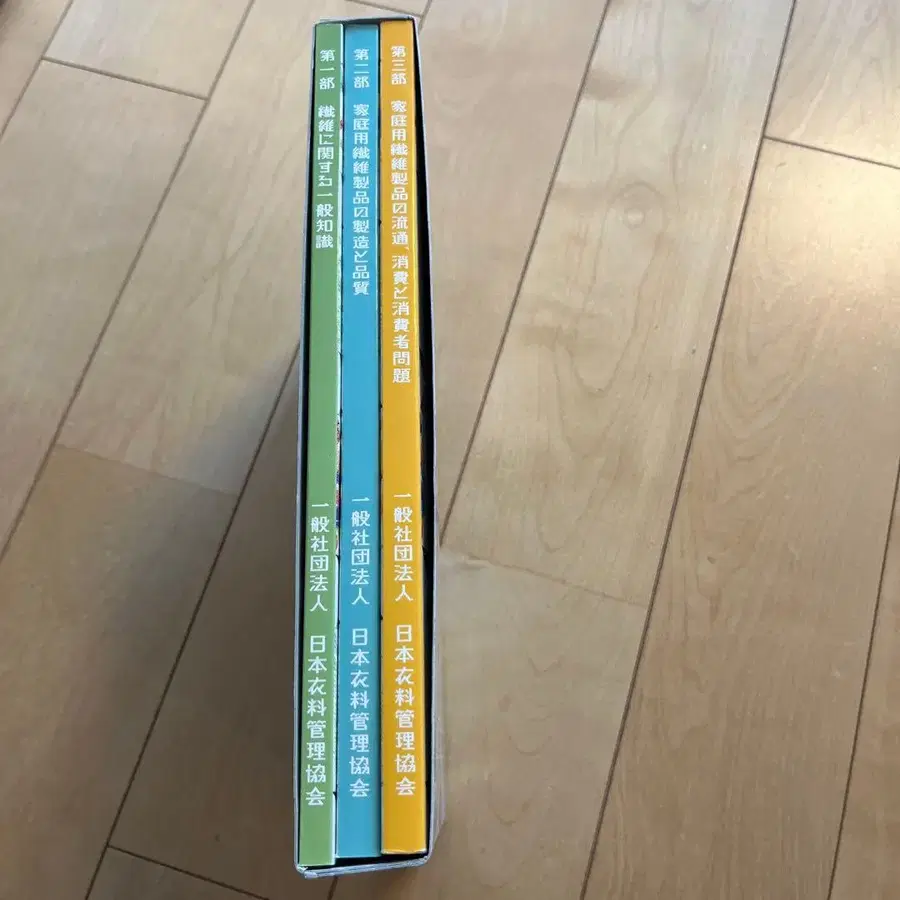 第一部 繊維に関する一般知識 一般社団法人 日本衣料管理協会
第二部 家庭用繊維製品の製造と品質 一般社団法人 日本衣料管理協会
第三部 家庭用繊維製品の流通、消費と消費者問題 一般社団法人 日本衣料管理協会